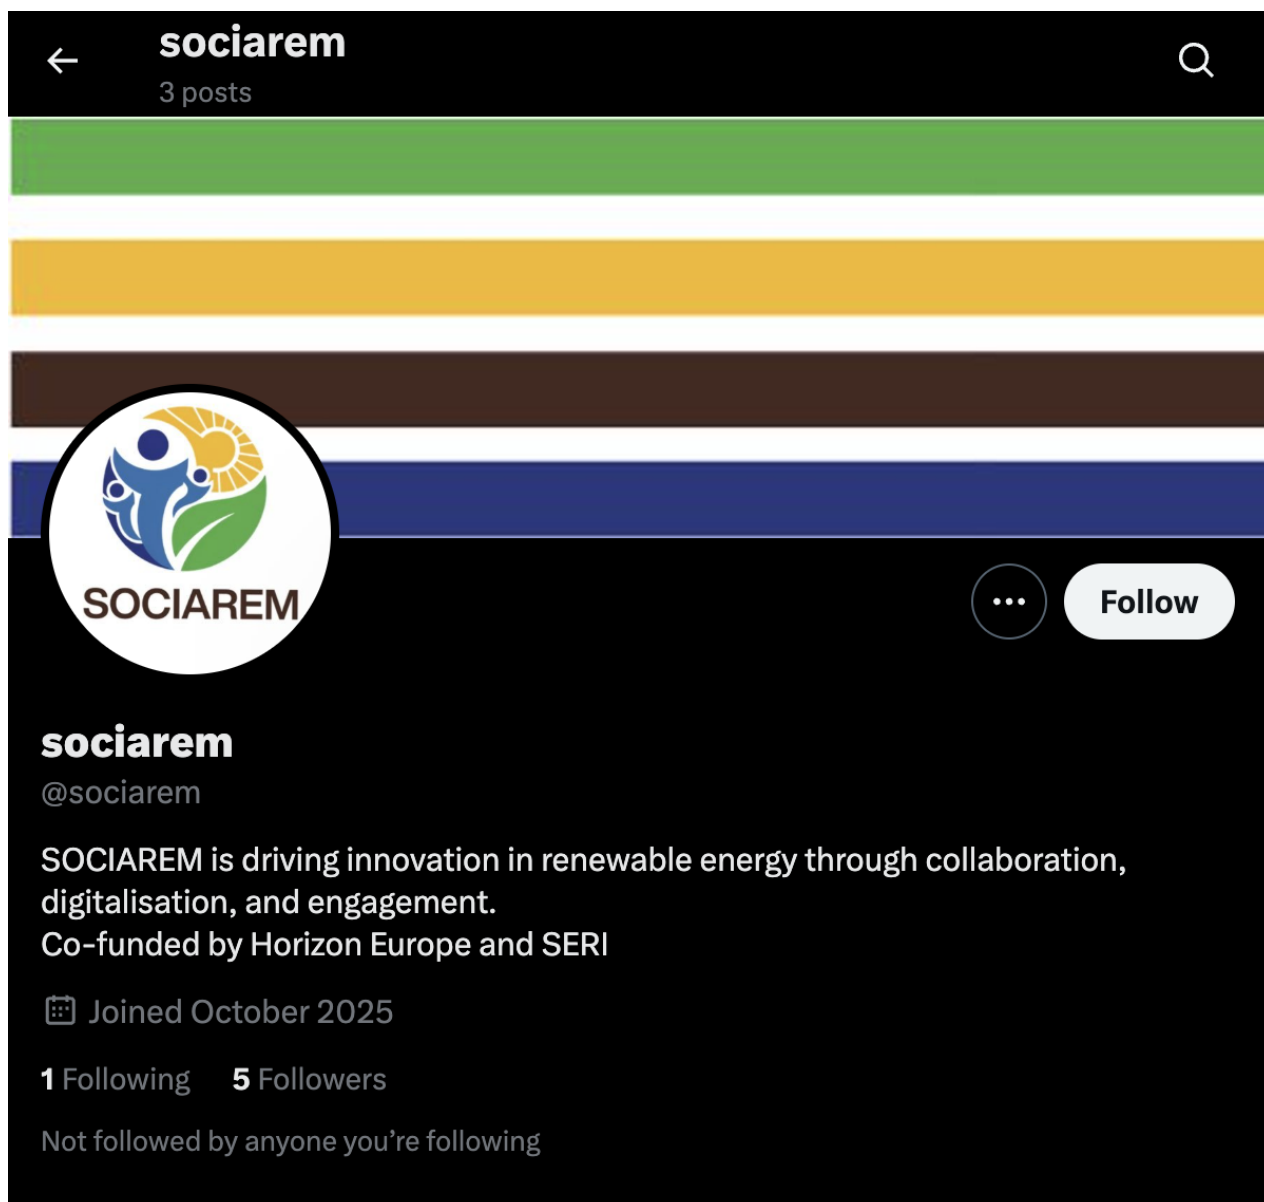 sociarem
3 posts
SOCIAREM
Follow
sociarem
@sociarem
SOCIAREM is driving innovation in renewable energy through collaboration,
digitalisation, and engagement.
Co-funded by Horizon Europe and SERI
Joined October 2025
1 Following 5 Followers
Not followed by anyone you’re following